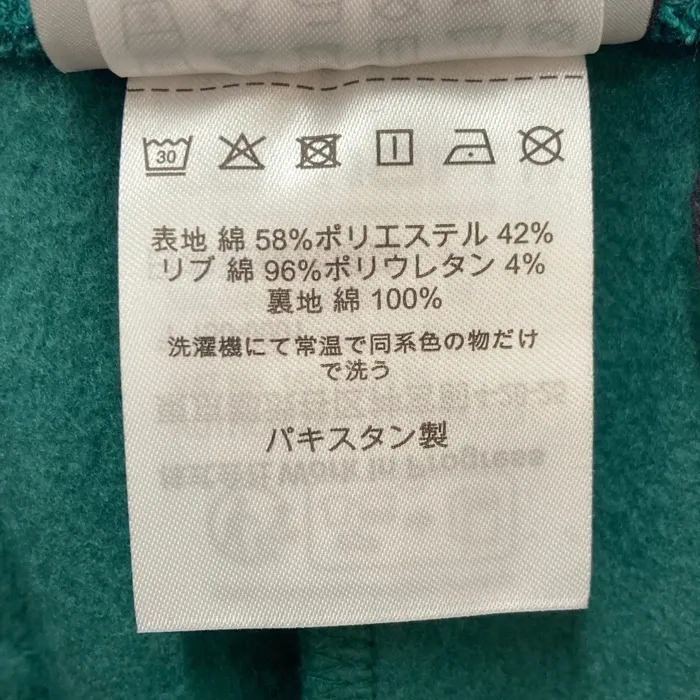 30
表地 綿 58%ポリエステル 42%
リブ 綿 96%ポリウレタン 4%
裏地 綿 100%
洗濯機にて常温で同系色の物だけ
で洗う
パキスタン製